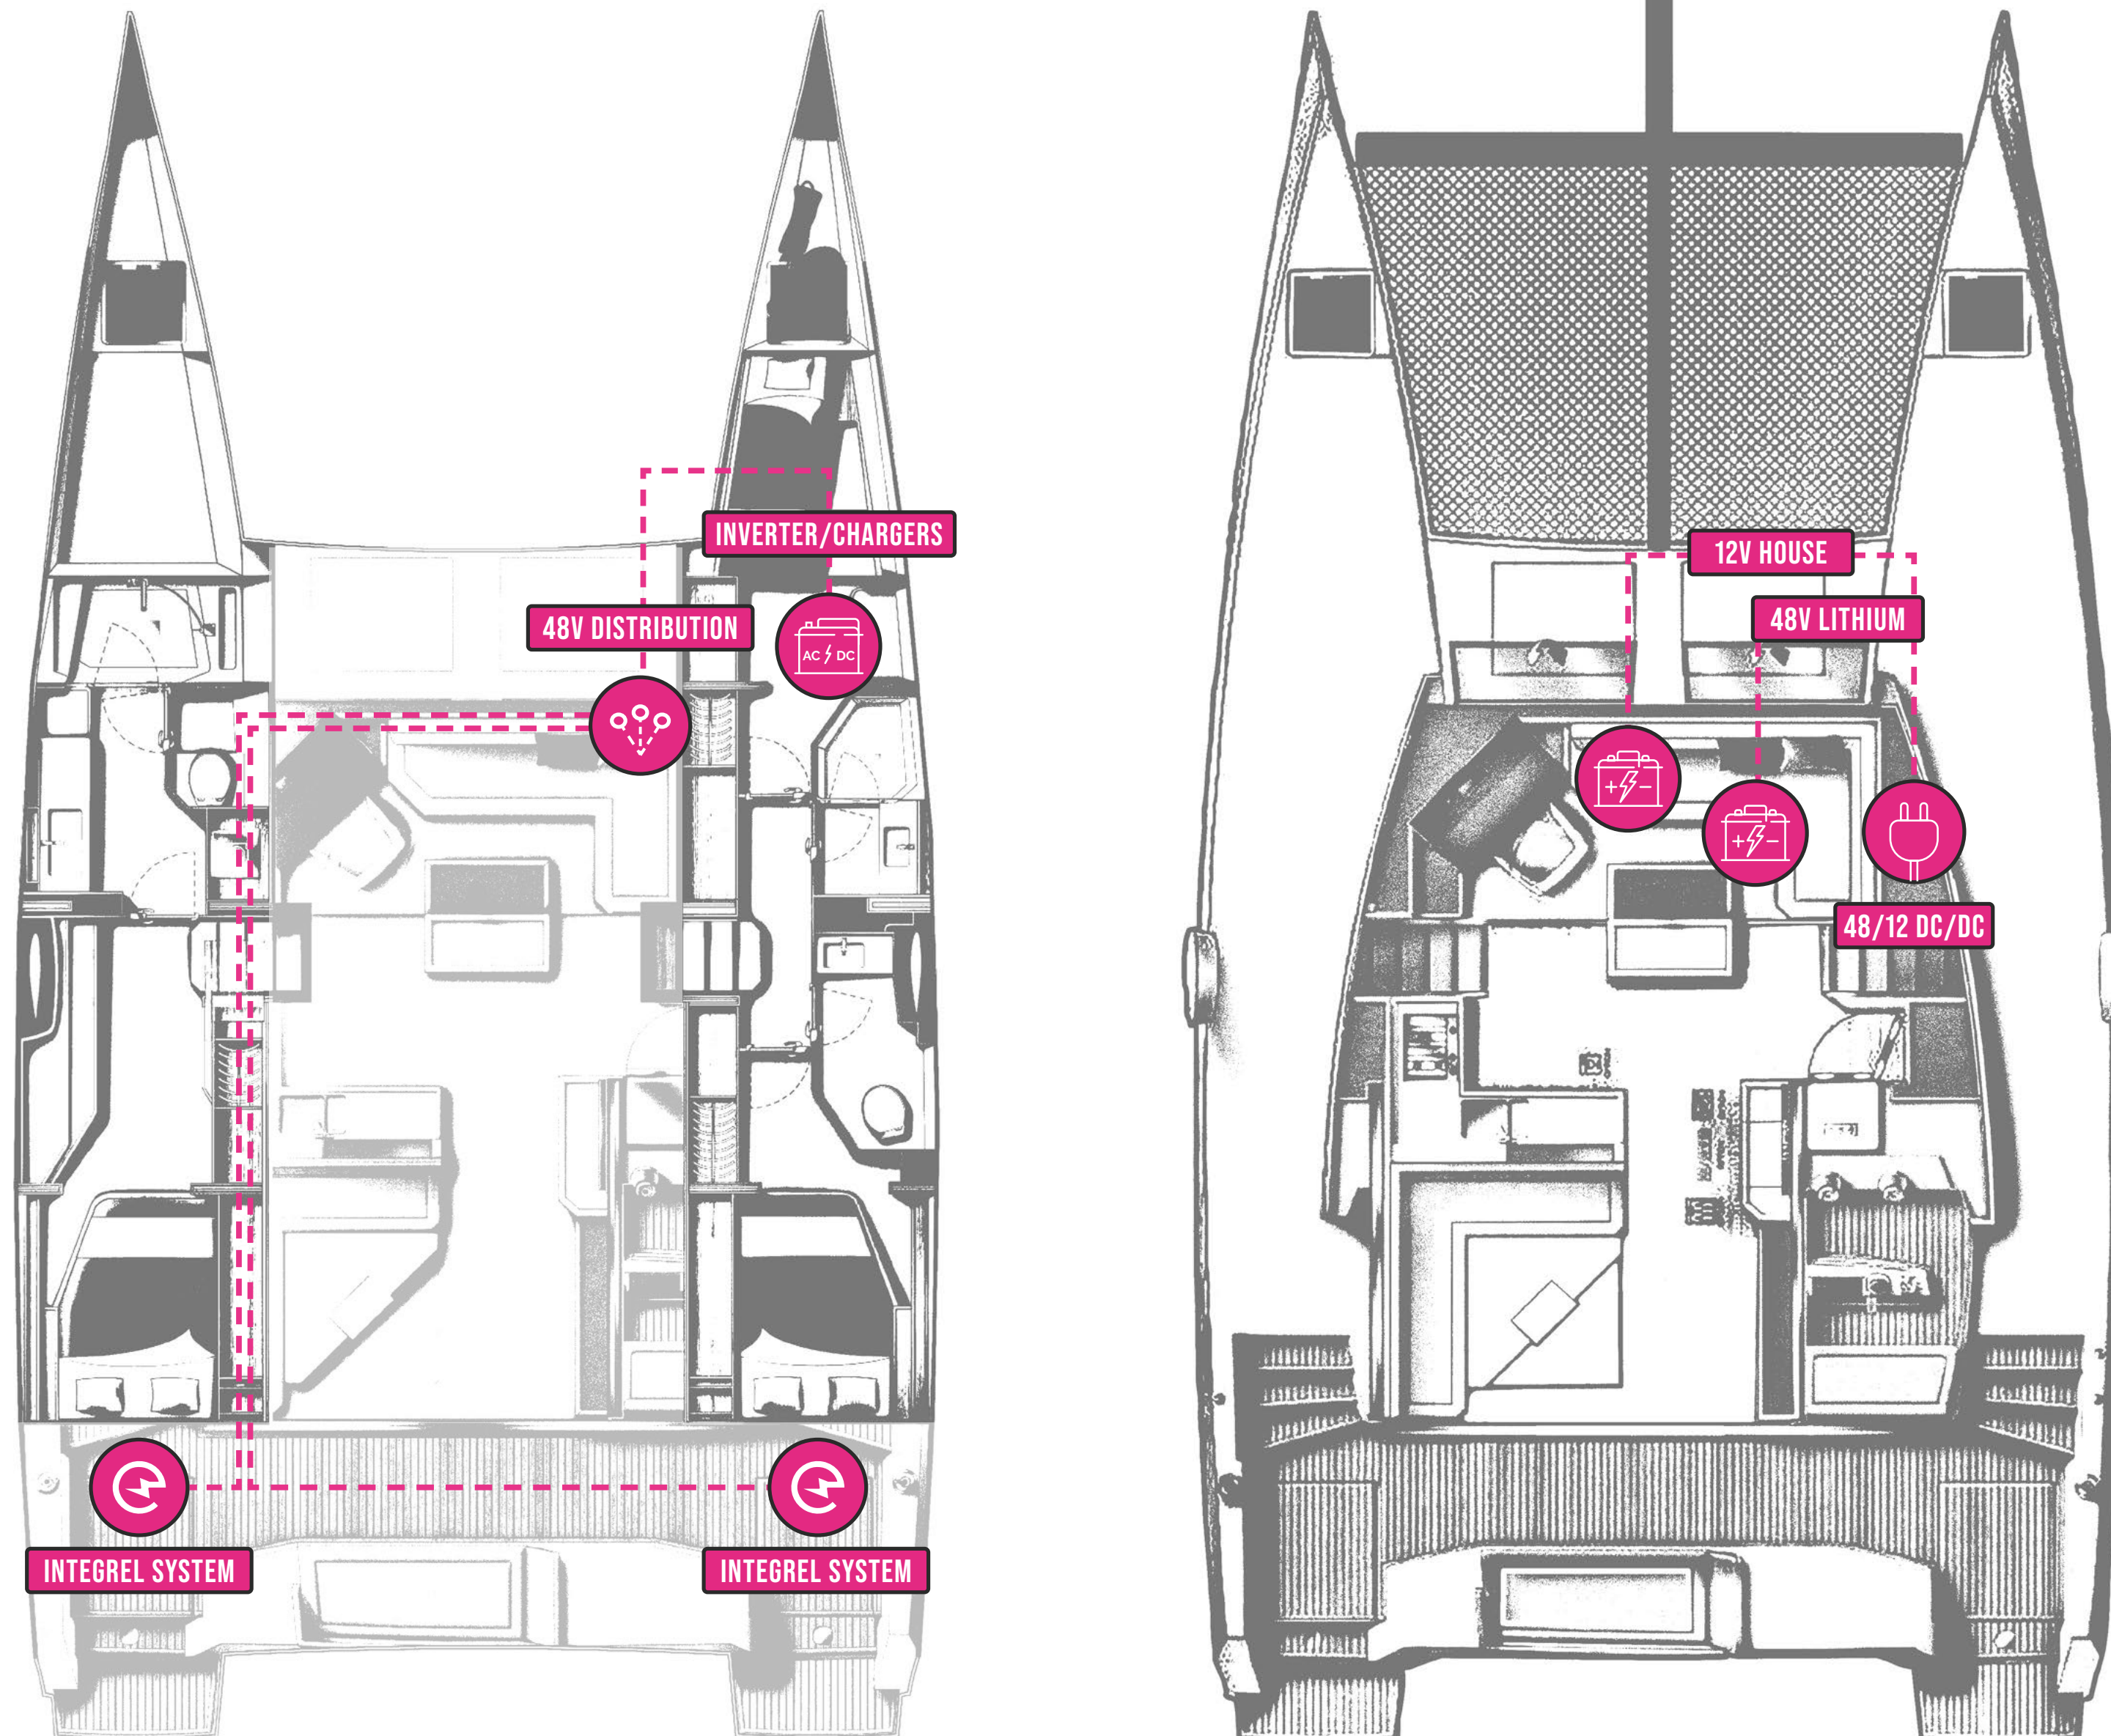 INVERTER/CHARGERS
48V DISTRIBUTION
AC DC
INTEGREL SYSTEM
INTEGREL SYSTEM
12V HOUSE
48V LITHIUM
48/12 DC/DC